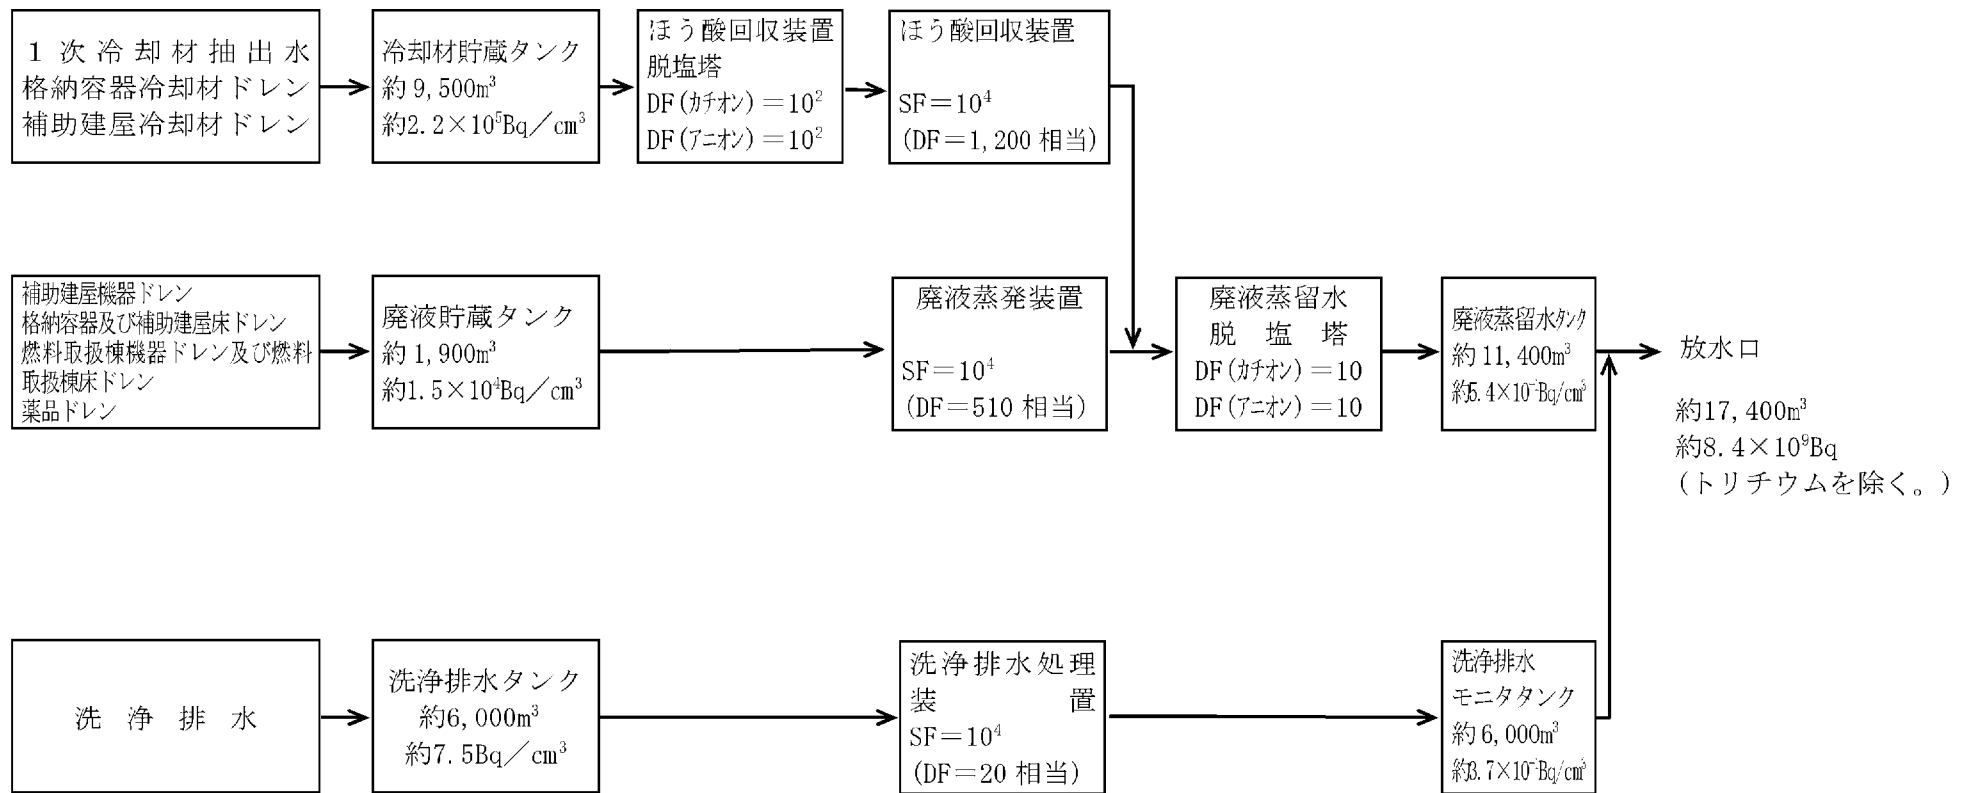 1次冷却材抽出水
格納容器冷却材ドレン
補助建屋冷却材ドレン
冷却材貯蔵タンク
約9,500m³
約2.2×10⁵Bq／cm³
ほう酸回収装置
脱塩塔
DF(ｶﾁｵﾝ)＝10²
DF(ｱﾆｵﾝ)＝10²
ほう酸回収装置
SF＝10⁴
(DF＝1,200相当)
補助建屋機器ドレン
格納容器及び補助建屋床ドレン
燃料取扱棟機器ドレン及び燃料
取扱棟床ドレン
薬品ドレン
廃液貯蔵タンク
約1,900m³
約1.5×10⁴Bq／cm³
廃液蒸発装置
SF＝10⁴
(DF＝510相当)
廃液蒸留水
脱塩塔
DF(ｶﾁｵﾝ)＝10
DF(ｱﾆｵﾝ)＝10
廃液蒸留水ﾀﾝｸ
約11,400m³
放水口
約17,400m³
約8.4×10⁹Bq
(トリチウムを除く。)
洗浄排水
洗浄排水タンク
約6,000m³
約7.5Bq／cm³
洗浄排水処理
装置
SF＝10⁴
(DF＝20相当)
洗浄排水
モニタタンク
約6,000m³